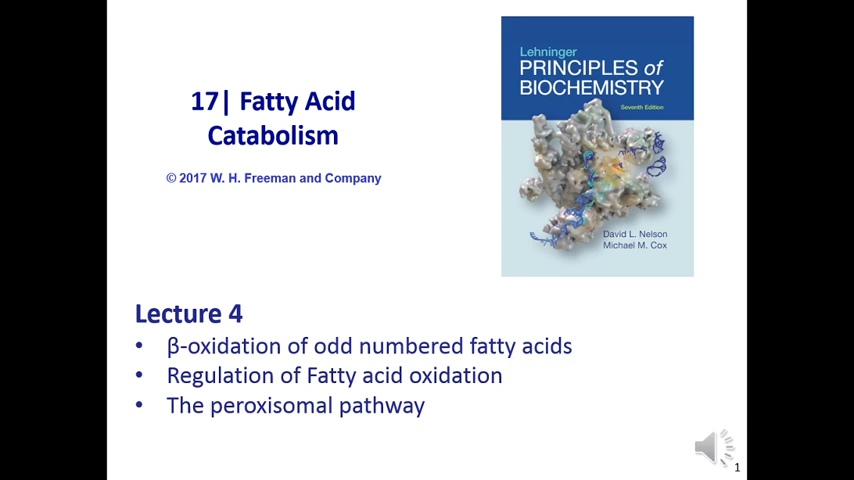 17| Fatty Acid
Catabolism
© 2017 W. H. Freeman and Company
Lehninger
PRINCIPLES of
BIOCHEMISTRY
Seventh Edition
David L. Nelson
Michael M. Cox
Lecture 4
• β-oxidation of odd numbered fatty acids
• Regulation of Fatty acid oxidation
• The peroxisomal pathway
1